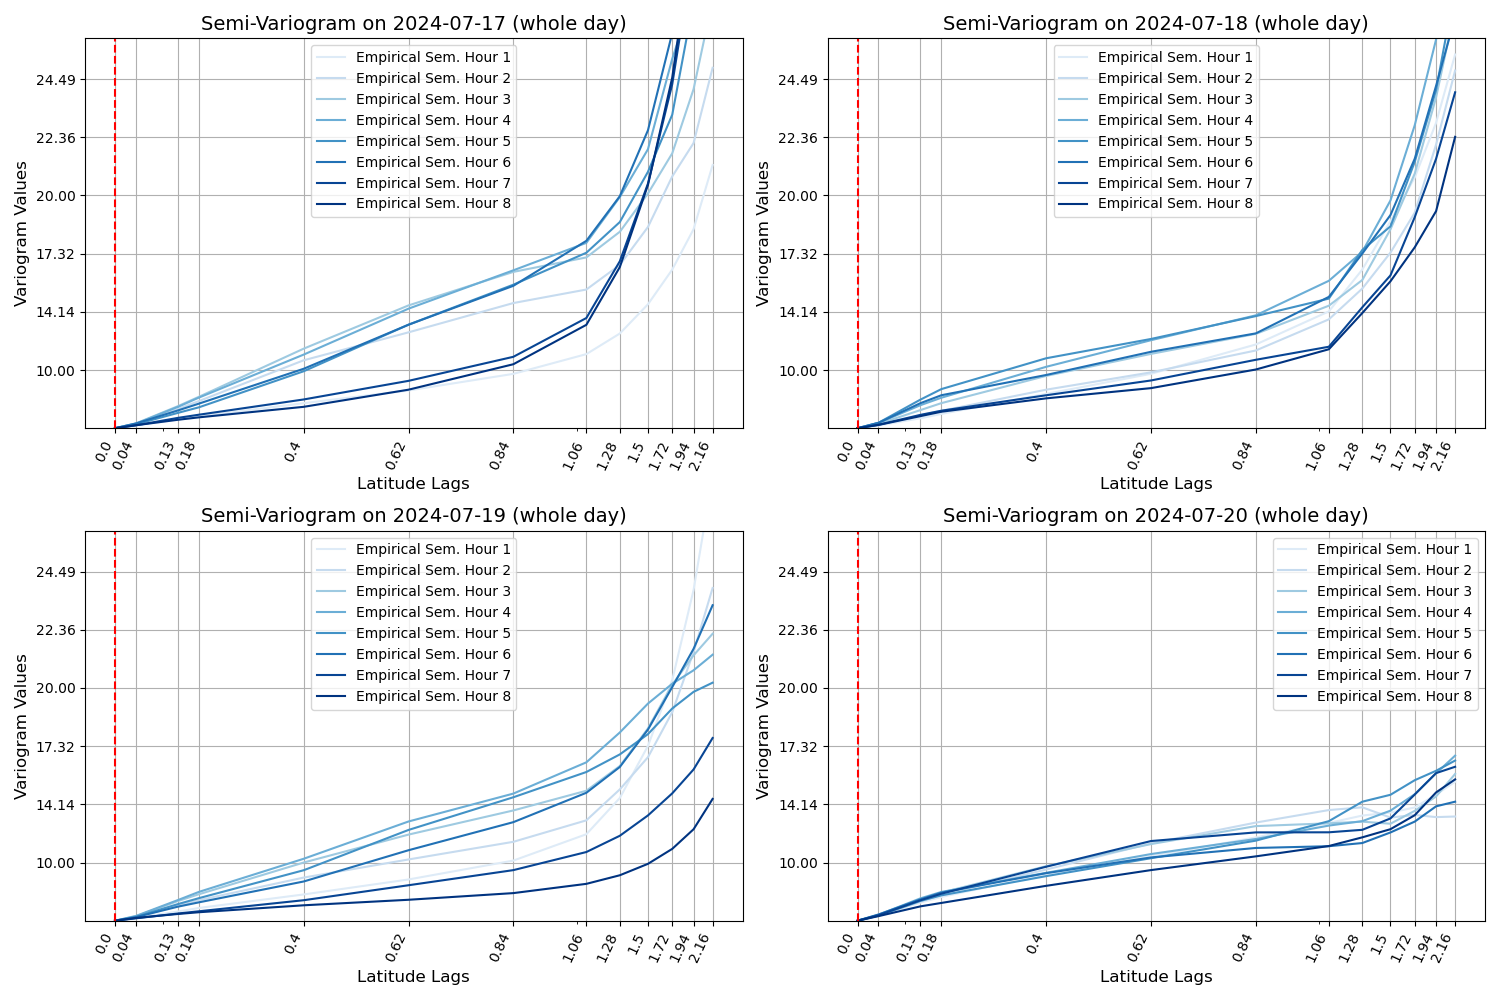 Semi-Variogram on 2024-07-17 (whole day)
Variogram Values
24.49
22.36
20.00
17.32
14.14
10.00
Empirical Sem. Hour 1
Empirical Sem. Hour 2
Empirical Sem. Hour 3
Empirical Sem. Hour 4
Empirical Sem. Hour 5
Empirical Sem. Hour 6
Empirical Sem. Hour 7
Empirical Sem. Hour 8
0.0 0.04 0.13 0.18 0.4 0.62 0.84 1.06 1.28 1.5 1.72 1.94 2.16
Latitude Lags
Semi-Variogram on 2024-07-18 (whole day)
Variogram Values
24.49
22.36
20.00
17.32
14.14
10.00
Empirical Sem. Hour 1
Empirical Sem. Hour 2
Empirical Sem. Hour 3
Empirical Sem. Hour 4
Empirical Sem. Hour 5
Empirical Sem. Hour 6
Empirical Sem. Hour 7
Empirical Sem. Hour 8
0.0 0.04 0.13 0.18 0.4 0.62 0.84 1.06 1.28 1.5 1.72 1.94 2.16
Latitude Lags
Semi-Variogram on 2024-07-19 (whole day)
Variogram Values
24.49
22.36
20.00
17.32
14.14
10.00
Empirical Sem. Hour 1
Empirical Sem. Hour 2
Empirical Sem. Hour 3
Empirical Sem. Hour 4
Empirical Sem. Hour 5
Empirical Sem. Hour 6
Empirical Sem. Hour 7
Empirical Sem. Hour 8
0.0 0.04 0.13 0.18 0.4 0.62 0.84 1.06 1.28 1.5 1.72 1.94 2.16
Latitude Lags
Semi-Variogram on 2024-07-20 (whole day)
Variogram Values
24.49
22.36
20.00
17.32
14.14
10.00
Empirical Sem. Hour 1
Empirical Sem. Hour 2
Empirical Sem. Hour 3
Empirical Sem. Hour 4
Empirical Sem. Hour 5
Empirical Sem. Hour 6
Empirical Sem. Hour 7
Empirical Sem. Hour 8
0.0 0.04 0.13 0.18 0.4 0.62 0.84 1.06 1.28 1.5 1.72 1.94 2.16
Latitude Lags